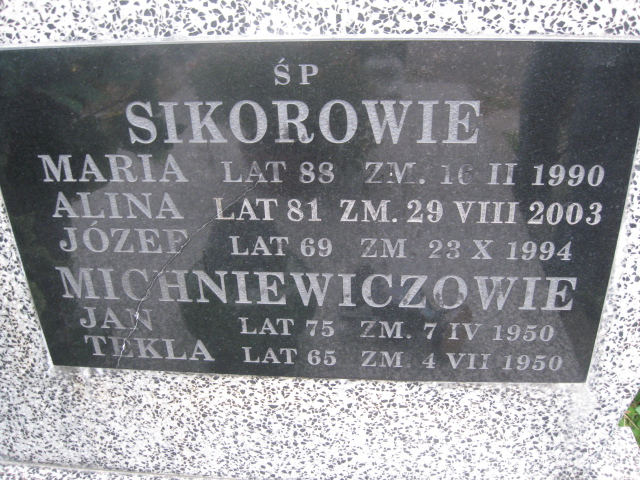 ŚP
SIKOROWIE
MARIA LAT 88 ZM. 16 II 1990
ALINA LAT 81 ZM. 29 VIII 2003
JÓZEF LAT 69 ZM 23 X 1994
MICHNIEWICZOWIE
JAN LAT 75 ZM. 7 IV 1950
TEKLA LAT 65 ZM. 4 VII 1950